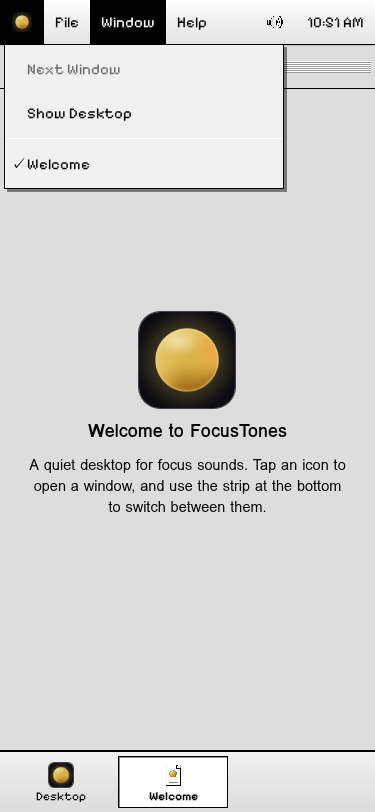 File Window Help 10:31 AM
Next Window
Show Desktop
✓ Welcome
Welcome to FocusTones
A quiet desktop for focus sounds. Tap an icon to
open a window, and use the strip at the bottom
to switch between them.
Desktop Welcome